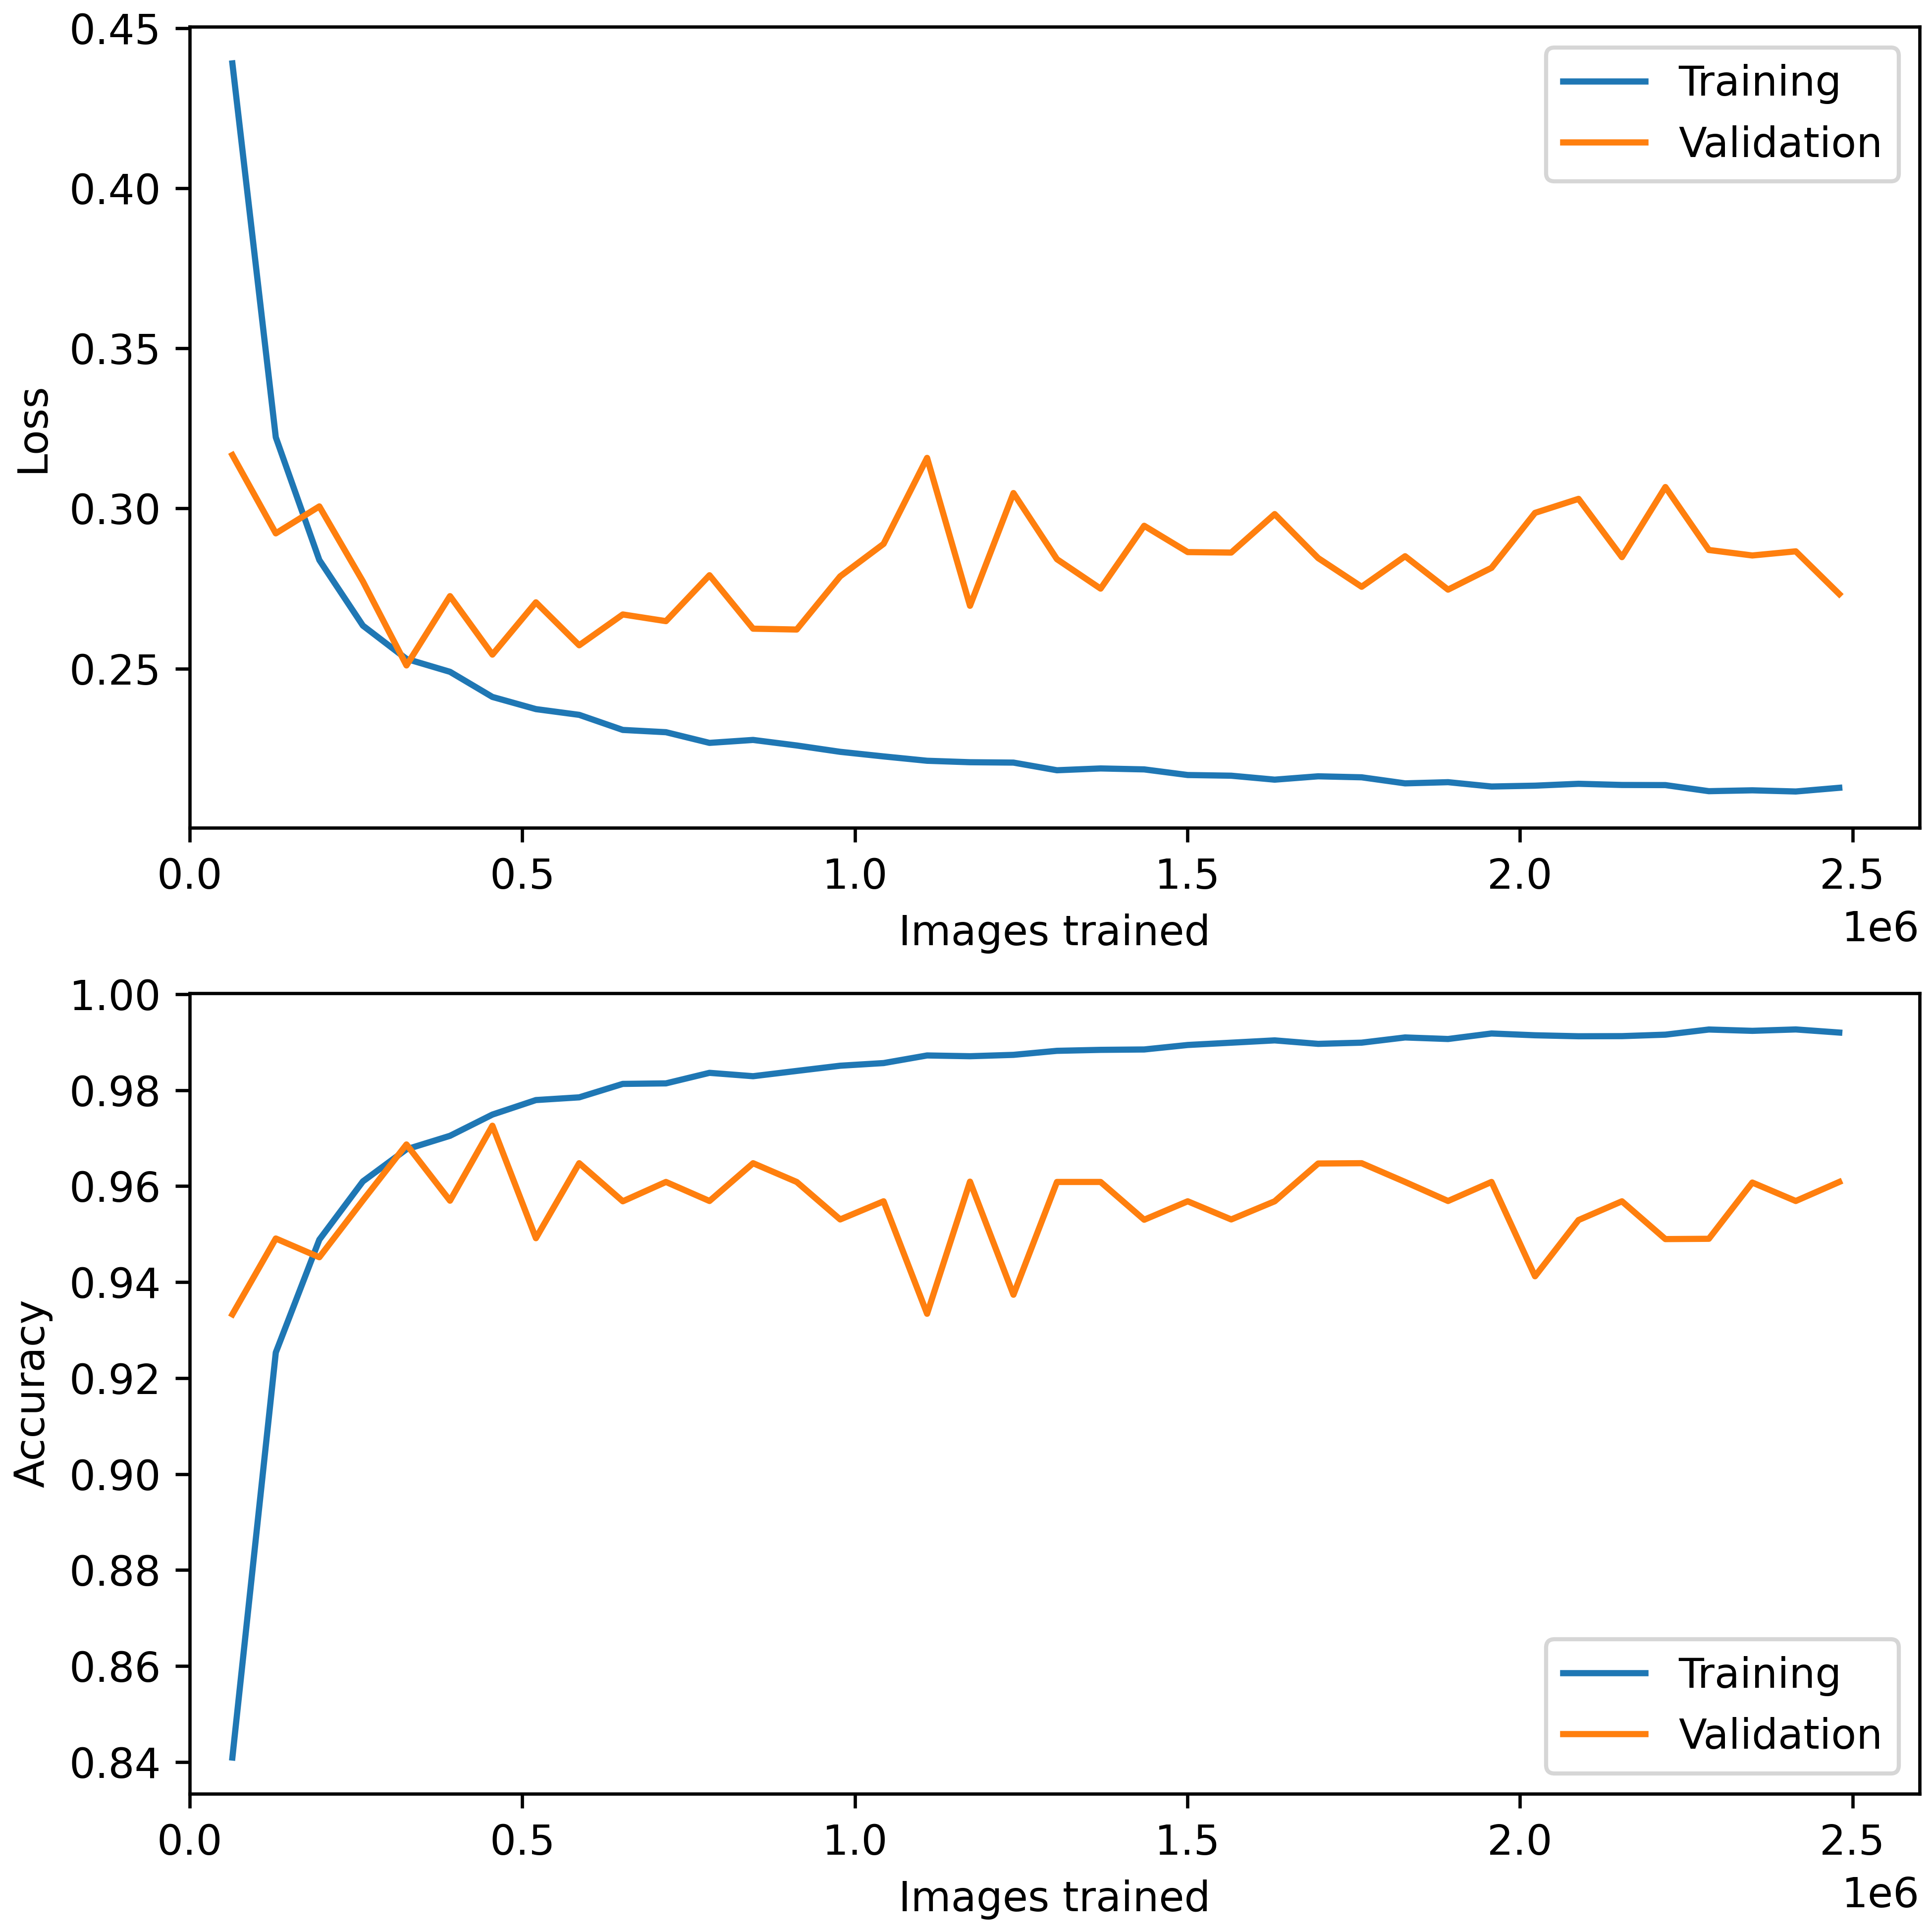 0.45
0.40
0.35
0.30
0.25
Loss
Training
Validation
0.0 0.5 1.0 1.5 2.0 2.5
Images trained
1e6
1.00
0.98
0.96
0.94
0.92
0.90
0.88
0.86
0.84
Accuracy
Training
Validation
0.0 0.5 1.0 1.5 2.0 2.5
Images trained
1e6